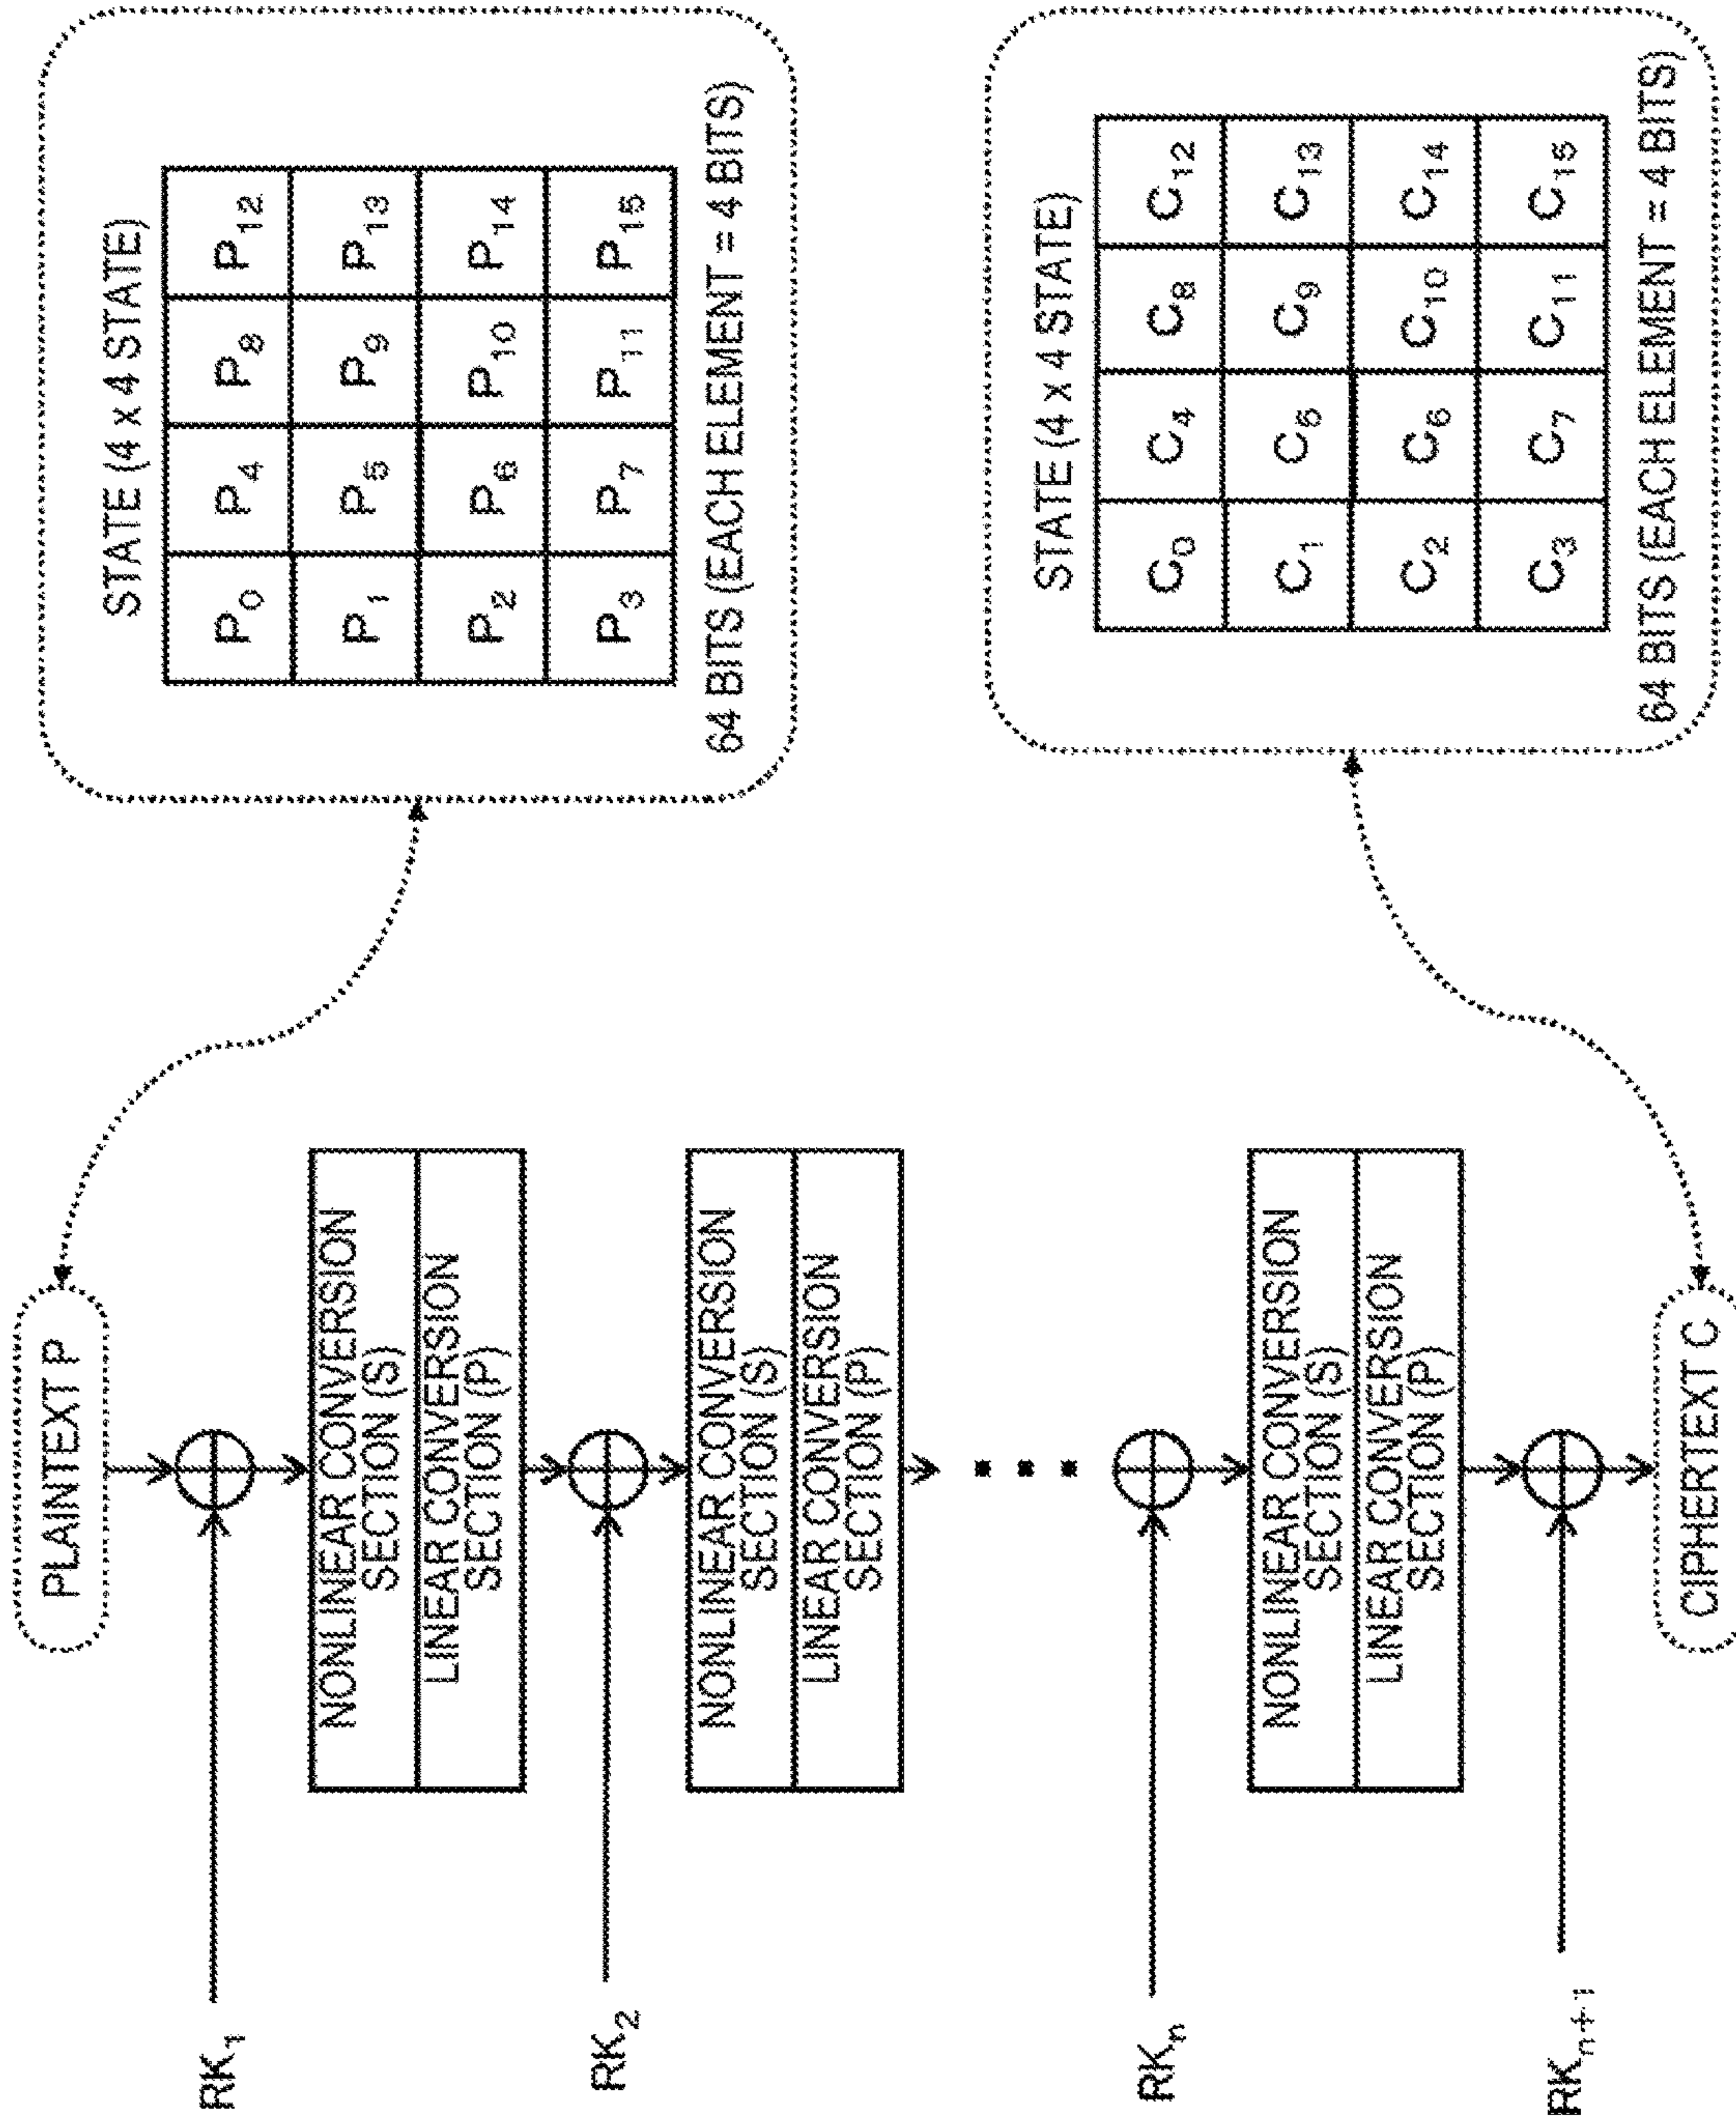 PLAINTEXT P
RK₁
NONLINEAR CONVERSION
SECTION (S)
LINEAR CONVERSION
SECTION (P)
RK₂
NONLINEAR CONVERSION
SECTION (S)
LINEAR CONVERSION
SECTION (P)
RKₙ
NONLINEAR CONVERSION
SECTION (S)
LINEAR CONVERSION
SECTION (P)
RKₙ₊₁
CIPHERTEXT C
STATE (4 x 4 STATE)
P₀ P₄ P₈ P₁₂
P₁ P₅ P₉ P₁₃
P₂ P₆ P₁₀ P₁₄
P₃ P₇ P₁₁ P₁₅
64 BITS (EACH ELEMENT = 4 BITS)
STATE (4 x 4 STATE)
C₀ C₄ C₈ C₁₂
C₁ C₅ C₉ C₁₃
C₂ C₆ C₁₀ C₁₄
C₃ C₇ C₁₁ C₁₅
64 BITS (EACH ELEMENT = 4 BITS)